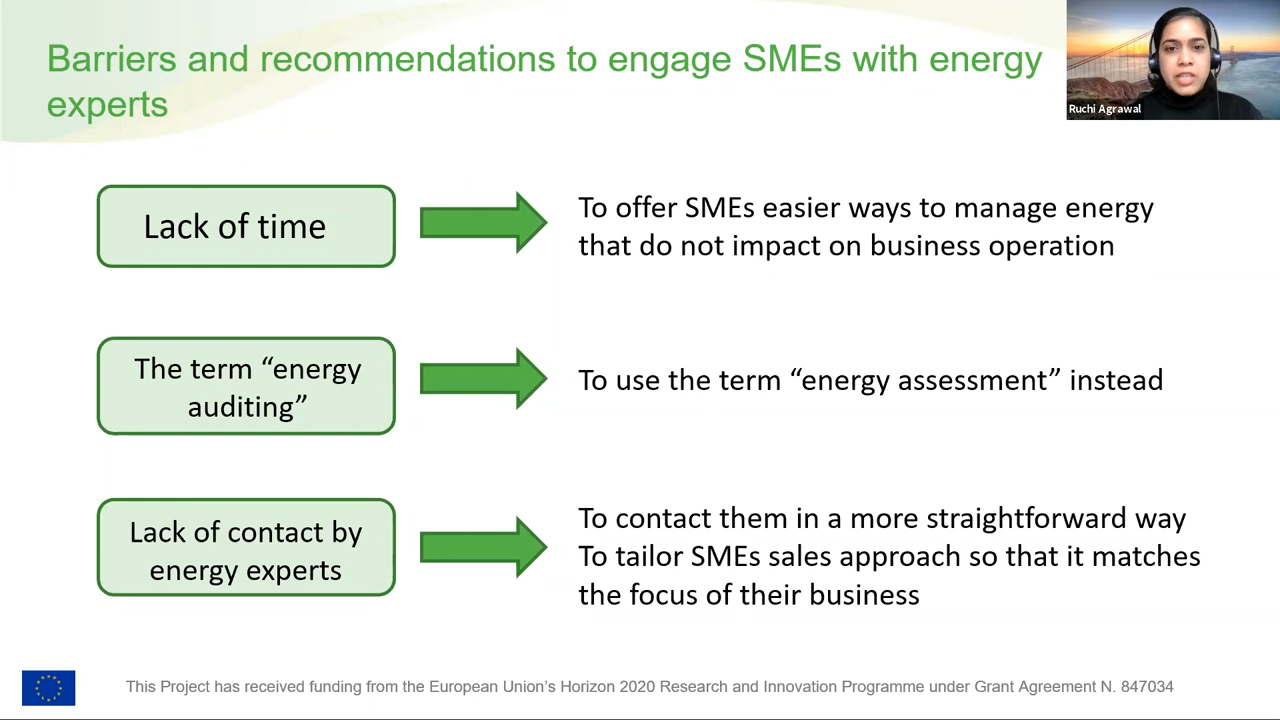 Barriers and recommendations to engage SMEs with energy
experts
Ruchi Agrawal
Lack of time
To offer SMEs easier ways to manage energy
that do not impact on business operation
The term “energy
auditing”
To use the term “energy assessment” instead
Lack of contact by
energy experts
To contact them in a more straightforward way
To tailor SMEs sales approach so that it matches
the focus of their business
This Project has received funding from the European Union’s Horizon 2020 Research and Innovation Programme under Grant Agreement N. 847034